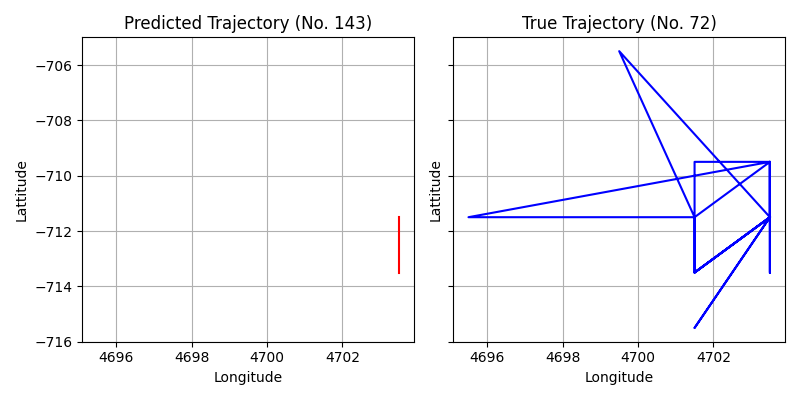 Predicted Trajectory (No. 143)
True Trajectory (No. 72)
−706
−708
−710
−712
−714
−716
Lattitude
Lattitude
4696 4698 4700 4702
4696 4698 4700 4702
Longitude
Longitude